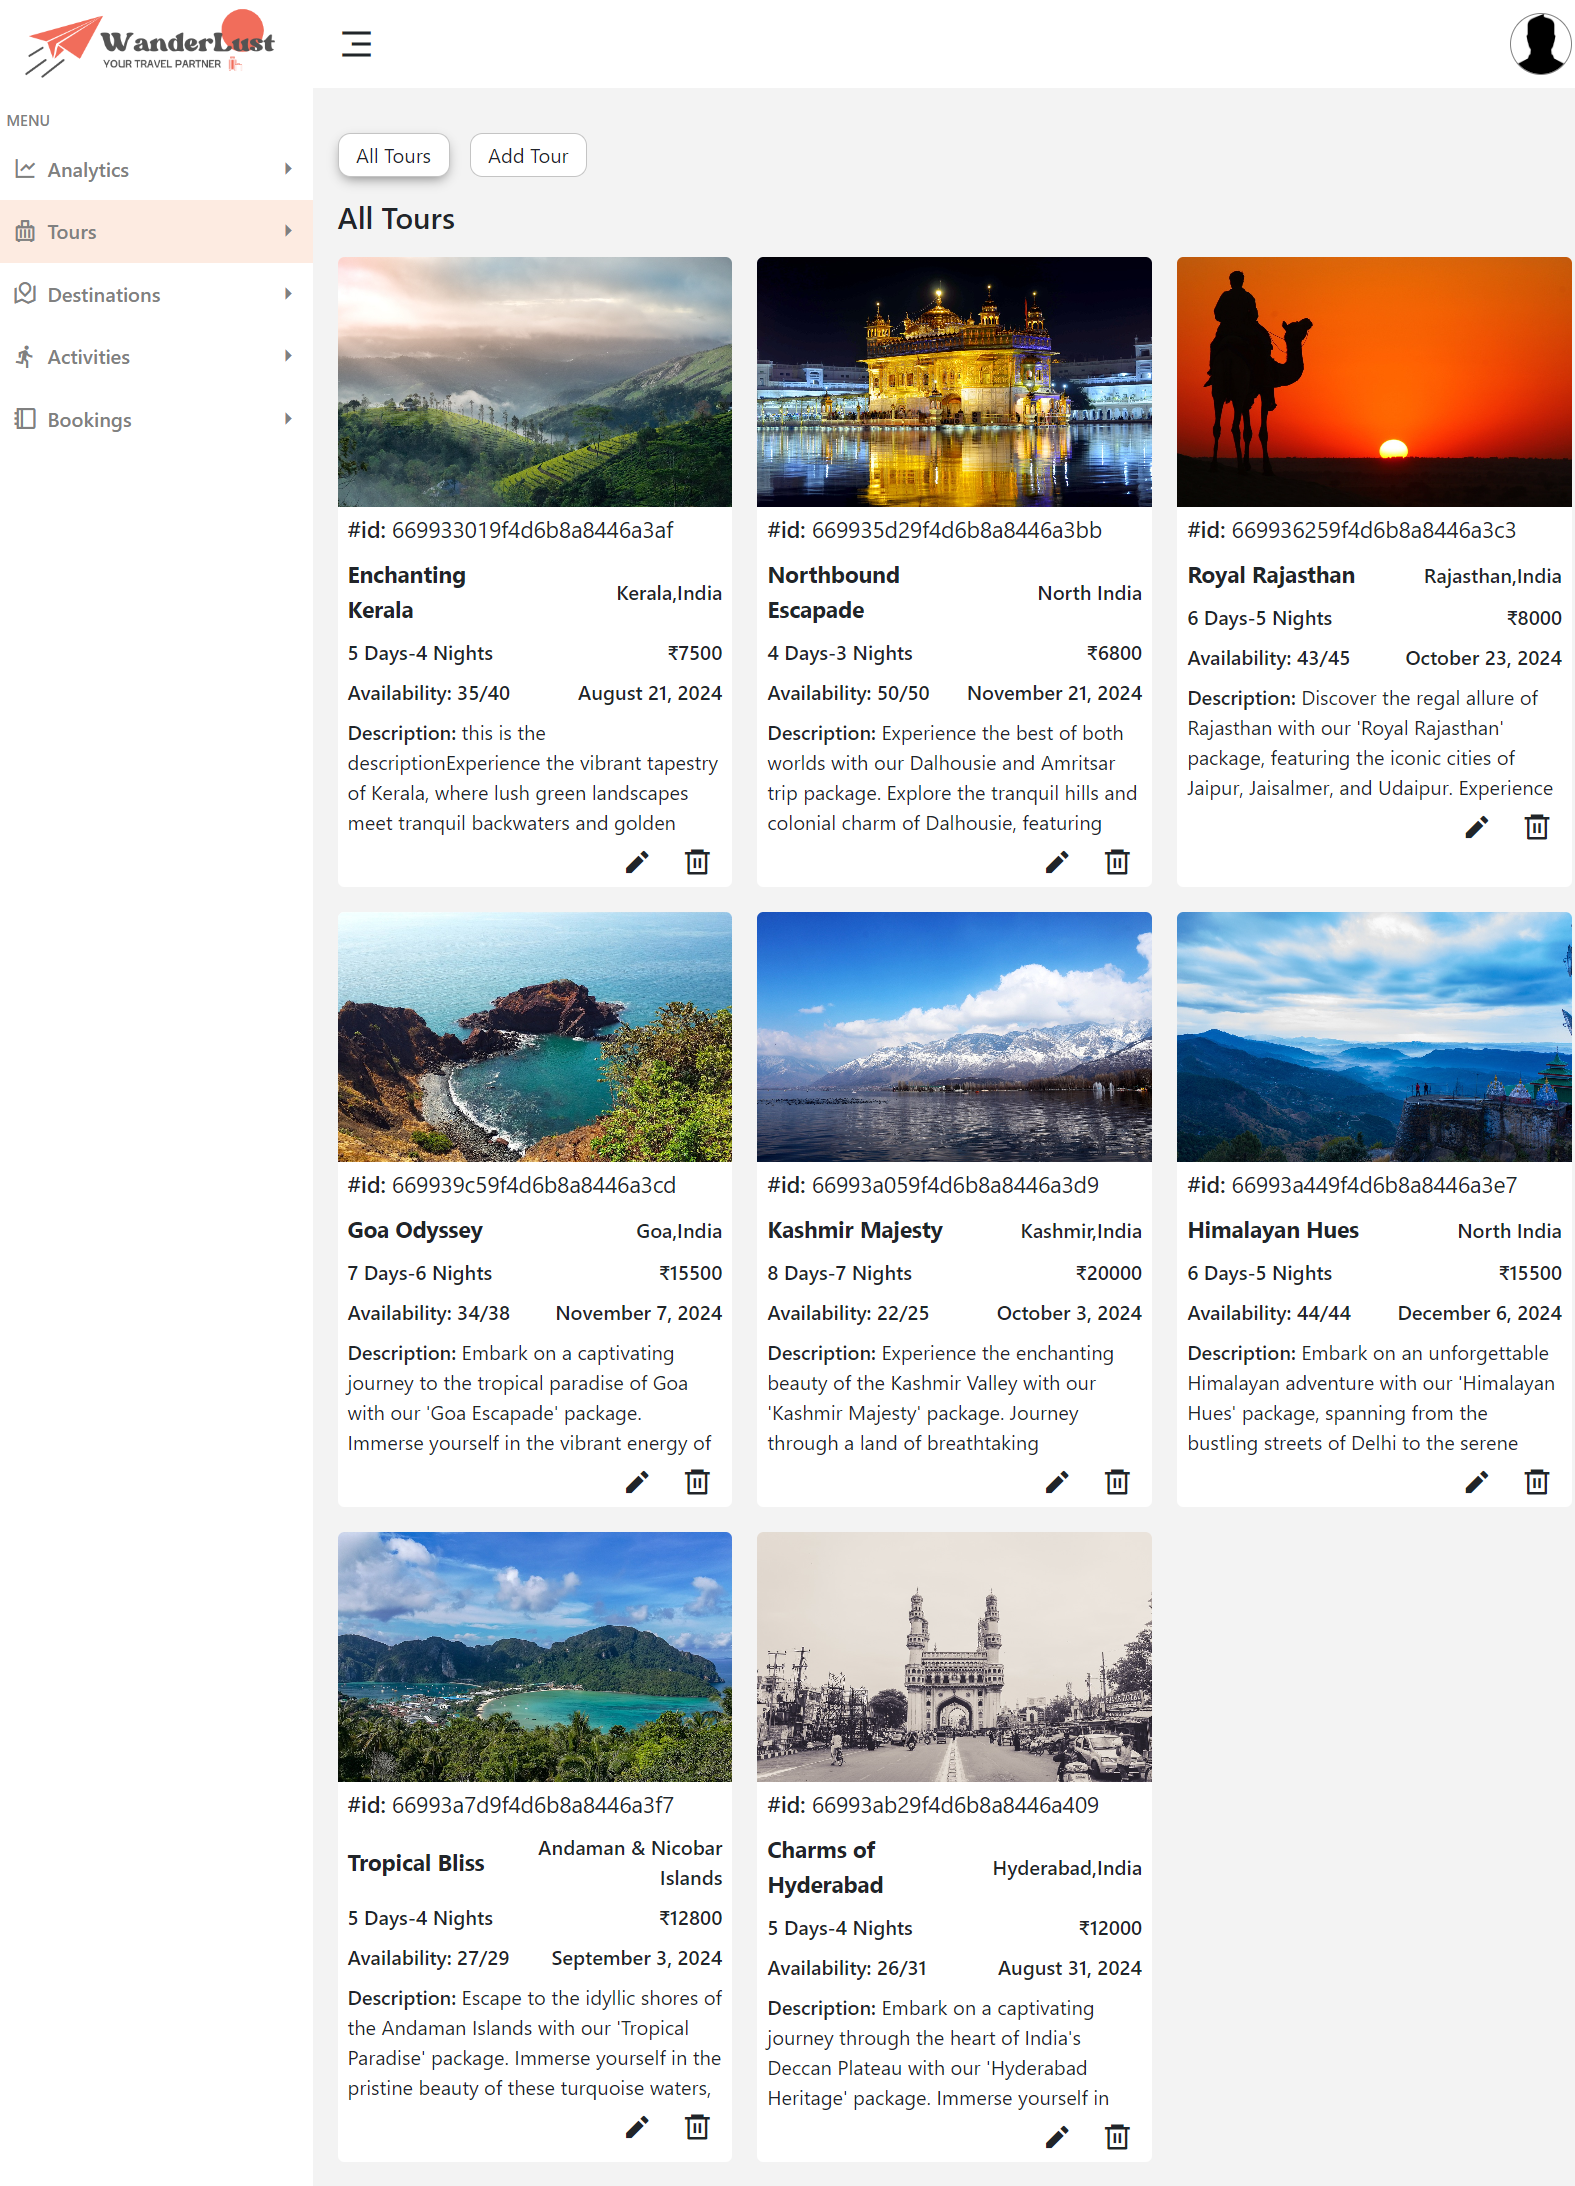 WanderLust
YOUR TRAVEL PARTNER
MENU
Analytics
Tours
Destinations
Activities
Bookings
All Tours
Add Tour
All Tours
#id: 669933019f4d6b8a8446a3af
Enchanting
Kerala
Kerala,India
5 Days-4 Nights
₹7500
Availability: 35/40
August 21, 2024
Description: this is the
descriptionExperience the vibrant tapestry
of Kerala, where lush green landscapes
meet tranquil backwaters and golden
#id: 669935d29f4d6b8a8446a3bb
Northbound
Escapade
North India
4 Days-3 Nights
₹6800
Availability: 50/50
November 21, 2024
Description: Experience the best of both
worlds with our Dalhousie and Amritsar
trip package. Explore the tranquil hills and
colonial charm of Dalhousie, featuring
#id: 669936259f4d6b8a8446a3c3
Royal Rajasthan
Rajasthan,India
6 Days-5 Nights
₹8000
Availability: 43/45
October 23, 2024
Description: Discover the regal allure of
Rajasthan with our 'Royal Rajasthan'
package, featuring the iconic cities of
Jaipur, Jaisalmer, and Udaipur. Experience
#id: 669939c59f4d6b8a8446a3cd
Goa Odyssey
Goa,India
7 Days-6 Nights
₹15500
Availability: 34/38
November 7, 2024
Description: Embark on a captivating
journey to the tropical paradise of Goa
with our 'Goa Escapade' package.
Immerse yourself in the vibrant energy of
#id: 66993a059f4d6b8a8446a3d9
Kashmir Majesty
Kashmir,India
8 Days-7 Nights
₹20000
Availability: 22/25
October 3, 2024
Description: Experience the enchanting
beauty of the Kashmir Valley with our
'Kashmir Majesty' package. Journey
through a land of breathtaking
#id: 66993a449f4d6b8a8446a3e7
Himalayan Hues
North India
6 Days-5 Nights
₹15500
Availability: 44/44
December 6, 2024
Description: Embark on an unforgettable
Himalayan adventure with our 'Himalayan
Hues' package, spanning from the
bustling streets of Delhi to the serene
#id: 66993a7d9f4d6b8a8446a3f7
Tropical Bliss
Andaman & Nicobar
Islands
5 Days-4 Nights
₹12800
Availability: 27/29
September 3, 2024
Description: Escape to the idyllic shores of
the Andaman Islands with our 'Tropical
Paradise' package. Immerse yourself in the
pristine beauty of these turquoise waters,
#id: 66993ab29f4d6b8a8446a409
Charms of
Hyderabad
Hyderabad,India
5 Days-4 Nights
₹12000
Availability: 26/31
August 31, 2024
Description: Embark on a captivating
journey through the heart of India's
Deccan Plateau with our 'Hyderabad
Heritage' package. Immerse yourself in